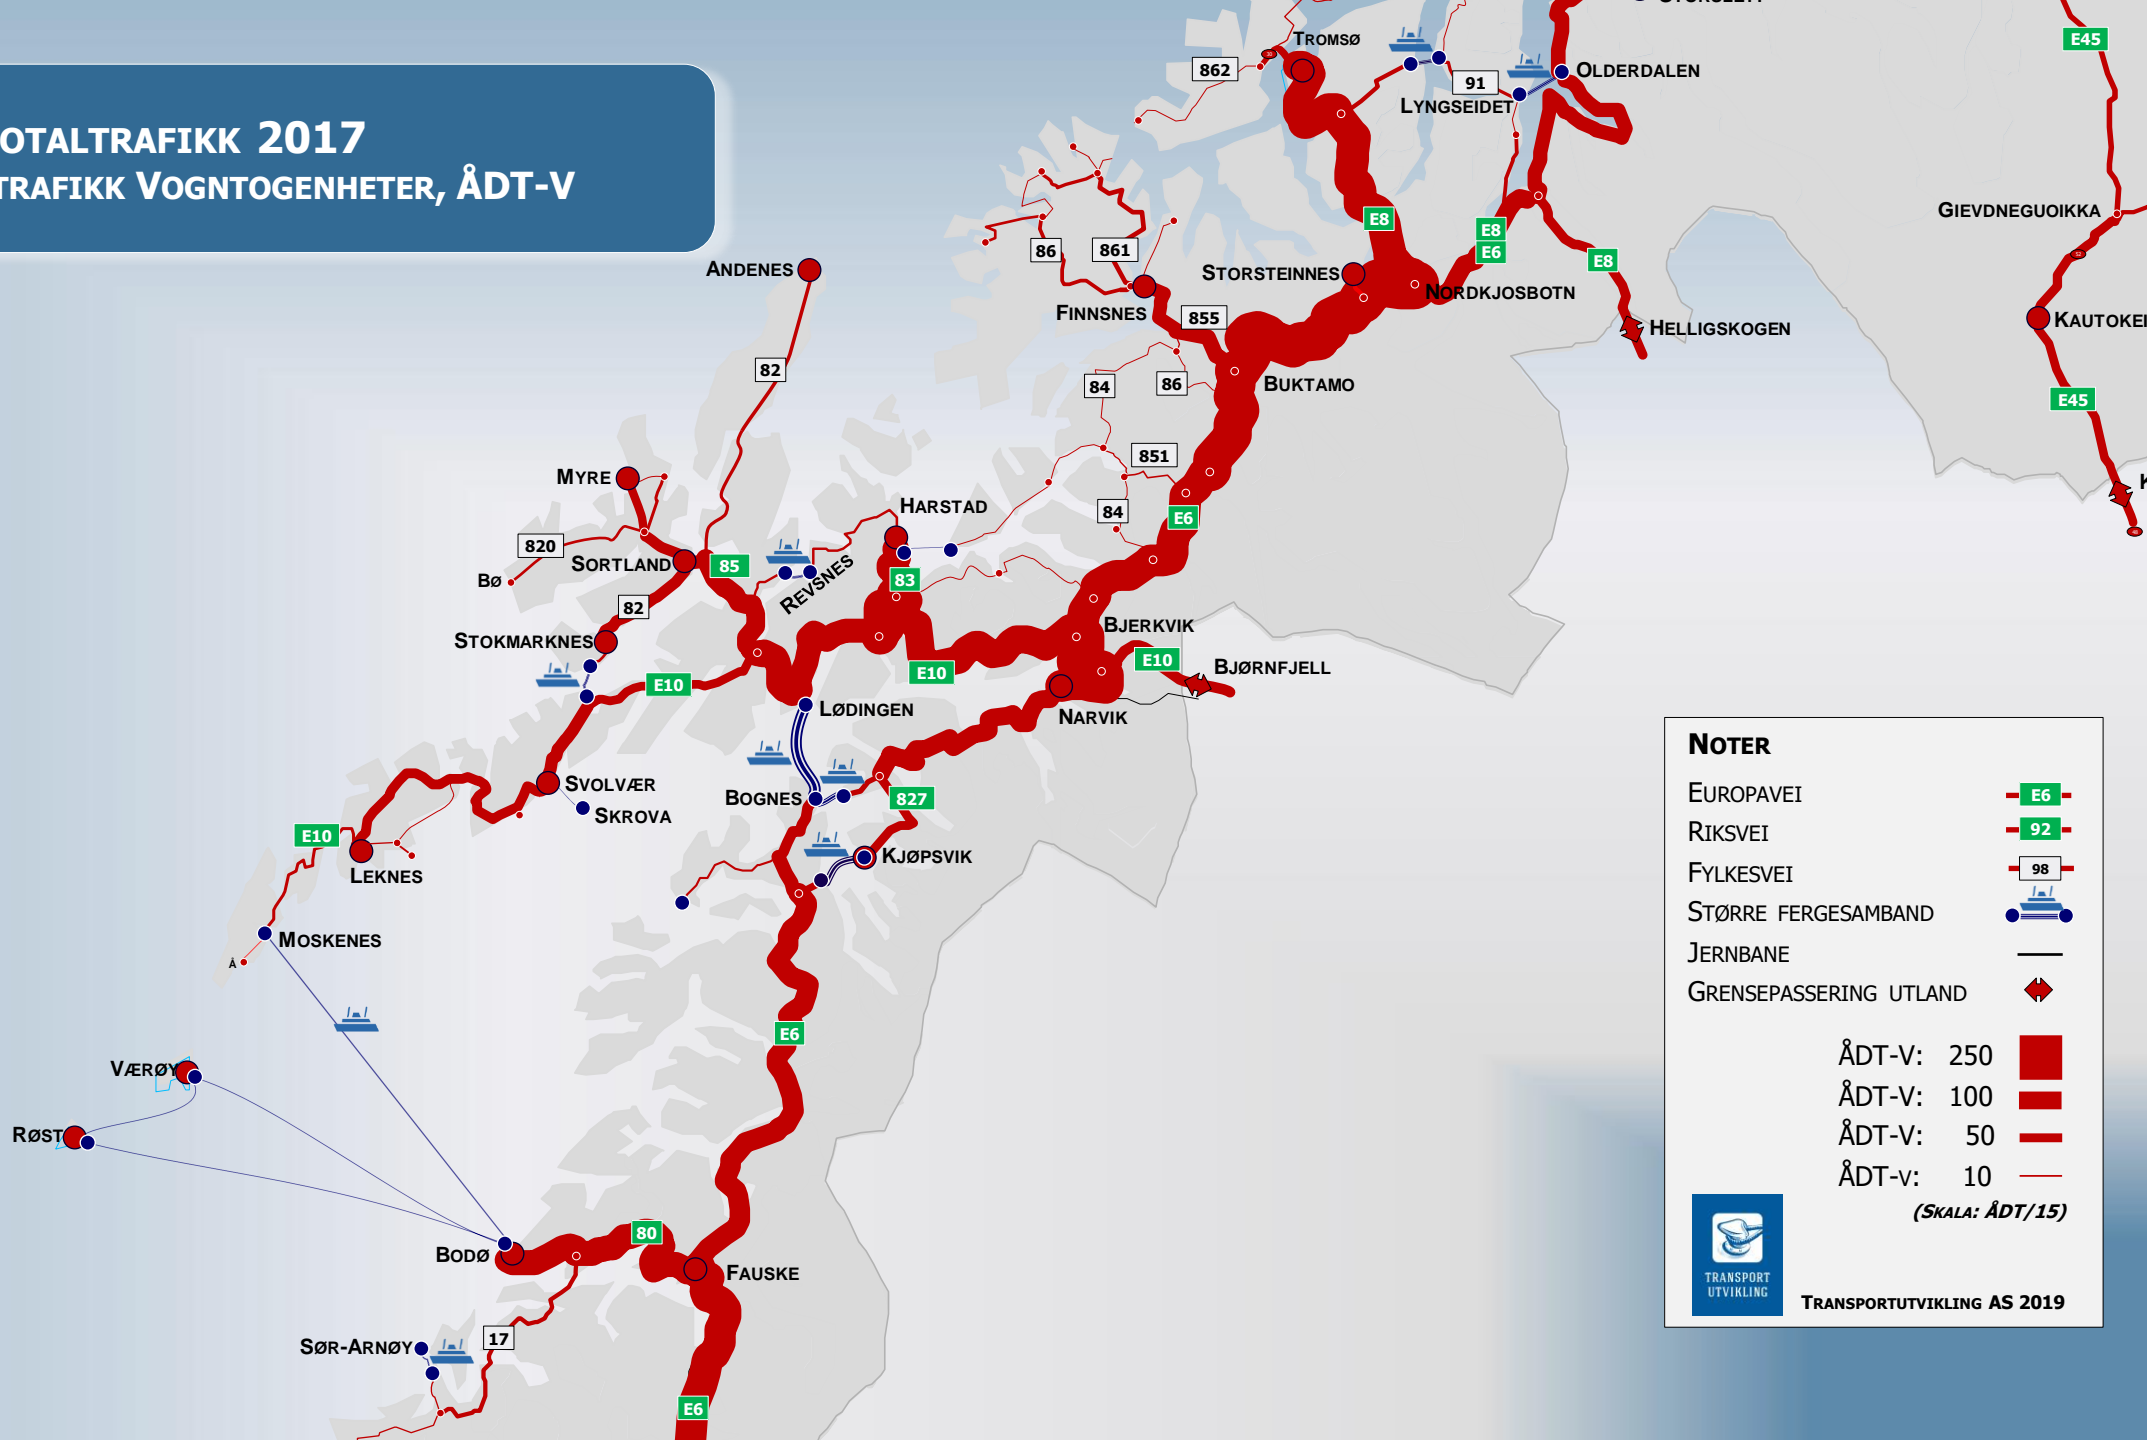 OTALTRAFIKK 2017
TRAFIKK VOGNTOGENHETER, ÅDT-V
TROMSØ
862
30
91
LYNGSEIDET
OLDERDALEN
E45
GIEVDNEGUOIKKA
52
E8
E8
E6
E8
86
861
STORSTEINNES
NORDKJOSBOTN
FINNSNES
855
HELLIGSKOGEN
KAUTOKEI
ANDENES
82
84
86
BUKTAMO
E45
851
MYRE
HARSTAD
84
E6
K
820
SORTLAND
85
REVSNES
83
BØ
82
STOKMARKNES
BJERKVIK
E10
E10
E10
BJØRNFJELL
LØDINGEN
NARVIK
SVOLVÆR
BOGNES
827
SKROVA
E10
KJØPSVIK
LEKNES
MOSKENES
Å
E6
VÆRØY
RØST
80
BODØ
FAUSKE
SØR-ARNØY
17
E6
NOTER
EUROPAVEI
E6
RIKSVEI
92
FYLKESVEI
98
STØRRE FERGESAMBAND
JERNBANE
GRENSEPASSERING UTLAND
ÅDT-V: 250
ÅDT-V: 100
ÅDT-V: 50
ÅDT-V: 10
(SKALA: ÅDT/15)
TRANSPORT
UTVIKLING
TRANSPORTUTVIKLING AS 2019